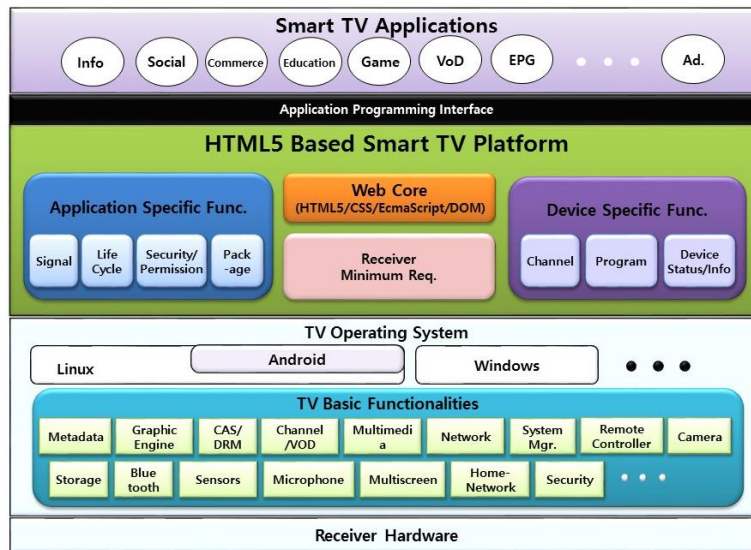 Smart TV Applications
Info Social Commerce Education Game VoD EPG Ad.
Application Programming Interface
HTML5 Based Smart TV Platform
Application Specific Func.
Signal
Life
Cycle
Security/
Permission
Pack
-age
Web Core
(HTML5/CSS/EcmaScript/DOM)
Receiver
Minimum Req.
Device Specific Func.
Channel
Program
Device
Status/Info
TV Operating System
Linux
Android
Windows
TV Basic Functionalities
Metadata
Graphic
Engine
CAS/
DRM
Channel
/VOD
Multimedi
a
Network
System
Mgr.
Remote
Controller
Camera
Storage
Blue
tooth
Sensors
Microphone
Multiscreen
Home-
Network
Security
Receiver Hardware